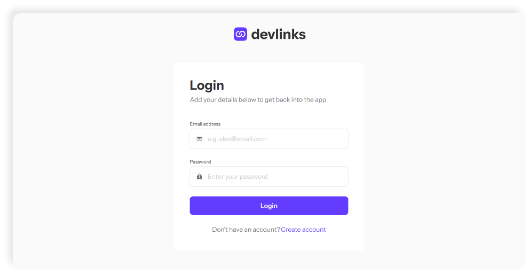 devlinks
Login
Add your details below to get back into the app
Email address
e.g. alex@email.com
Password
Enter your password
Login
Don't have an account? Create account